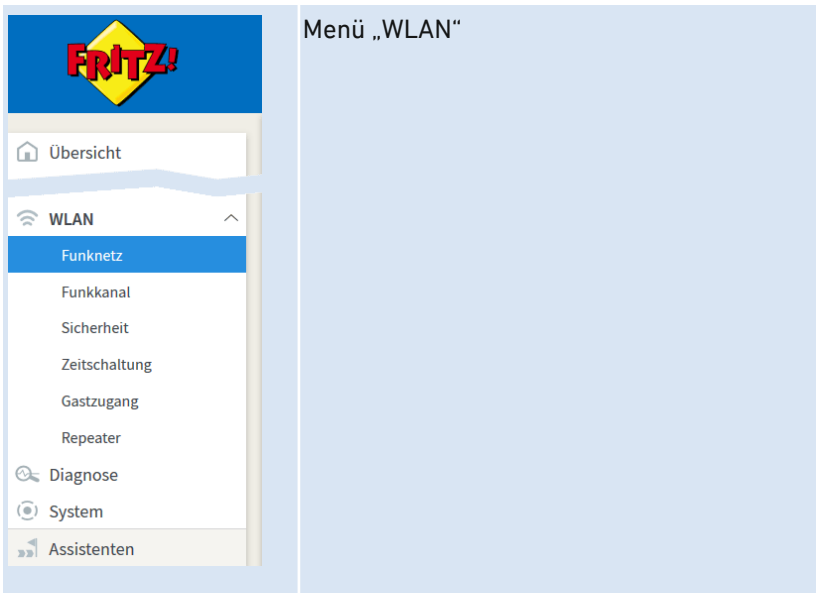 FRITZ!
Menü „WLAN“
Übersicht
WLAN
Funknetz
Funkkanal
Sicherheit
Zeitschaltung
Gastzugang
Repeater
Diagnose
System
Assistenten